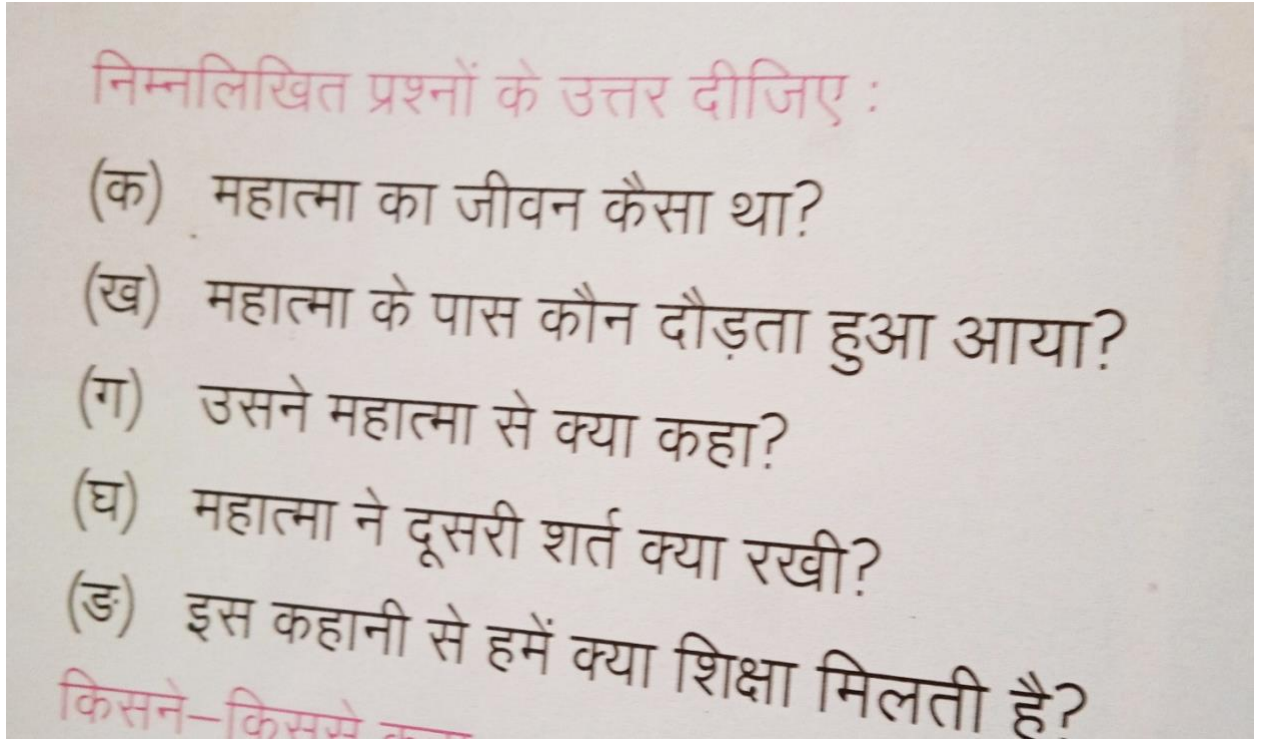 निम्नलिखित प्रश्नों के उत्तर दीजिए :
(क) महात्मा का जीवन कैसा था?
(ख) महात्मा के पास कौन दौड़ता हुआ आया?
(ग) उसने महात्मा से क्या कहा?
(घ) महात्मा ने दूसरी शर्त क्या रखी?
(ङ) इस कहानी से हमें क्या शिक्षा मिलती है?
किसने–किससे